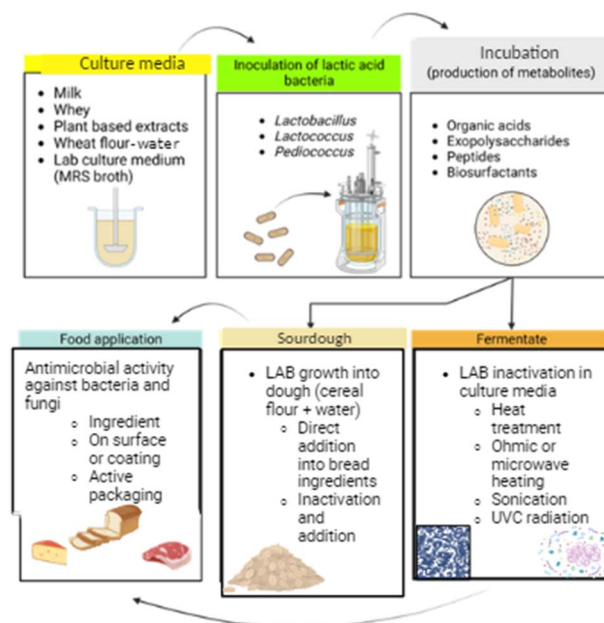 Culture media
• Milk
• Whey
• Plant based extracts
• Wheat flour-water
• Lab culture medium
(MRS broth)
Inoculation of lactic acid
bacteria
• Lactobacillus
• Lactococcus
• Pediococcus
Incubation
(production of metabolites)
• Organic acids
• Exopolysaccharides
• Peptides
• Biosurfactants
Food application
Antimicrobial activity
against bacteria and
fungi
o Ingredient
o On surface
or coating
o Active
packaging
Sourdough
• LAB growth into
dough (cereal
flour + water)
o Direct
addition
into bread
ingredients
o Inactivation
and
addition
Fermentate
• LAB inactivation in
culture media
o Heat
treatment
o Ohmic or
microwave
heating
o Sonication
o UVC radiation